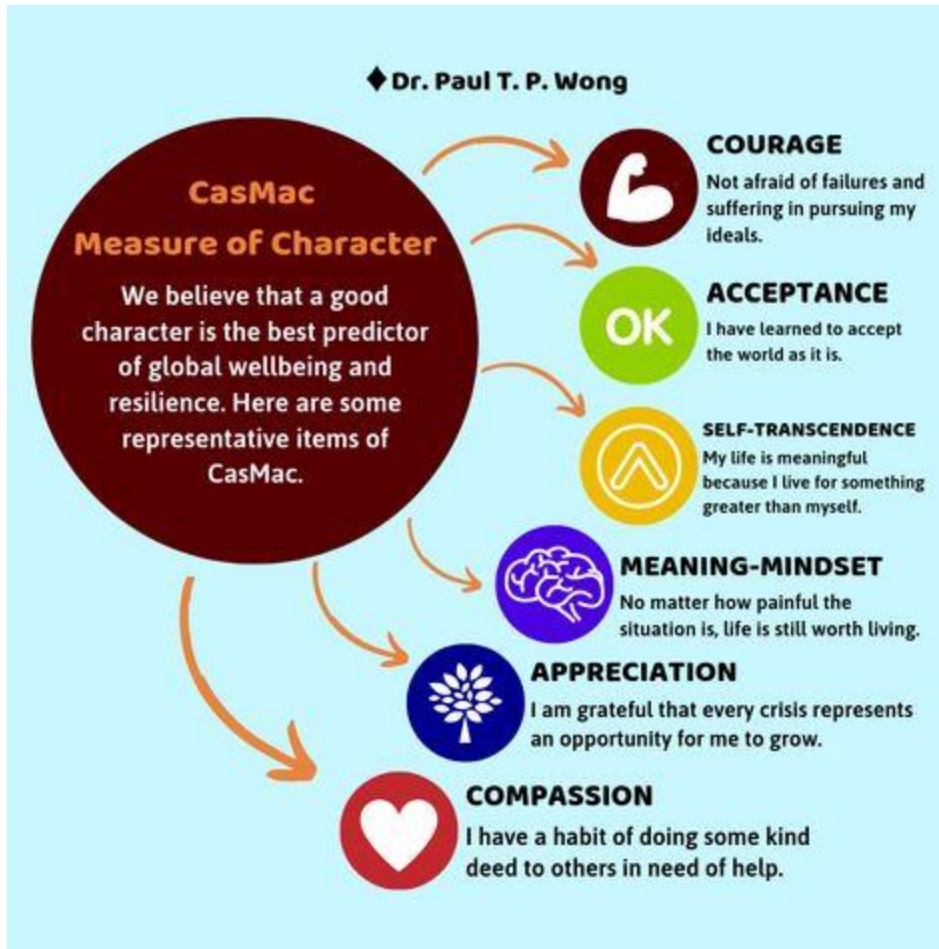 ♦Dr. Paul T. P. Wong
CasMac
Measure of Character
We believe that a good
character is the best predictor
of global wellbeing and
resilience. Here are some
representative items of
CasMac.
COURAGE
Not afraid of failures and
suffering in pursuing my
ideals.
OK
ACCEPTANCE
I have learned to accept
the world as it is.
SELF-TRANSCENDENCE
My life is meaningful
because I live for something
greater than myself.
MEANING-MINDSET
No matter how painful the
situation is, life is still worth living.
APPRECIATION
I am grateful that every crisis represents
an opportunity for me to grow.
COMPASSION
I have a habit of doing some kind
deed to others in need of help.